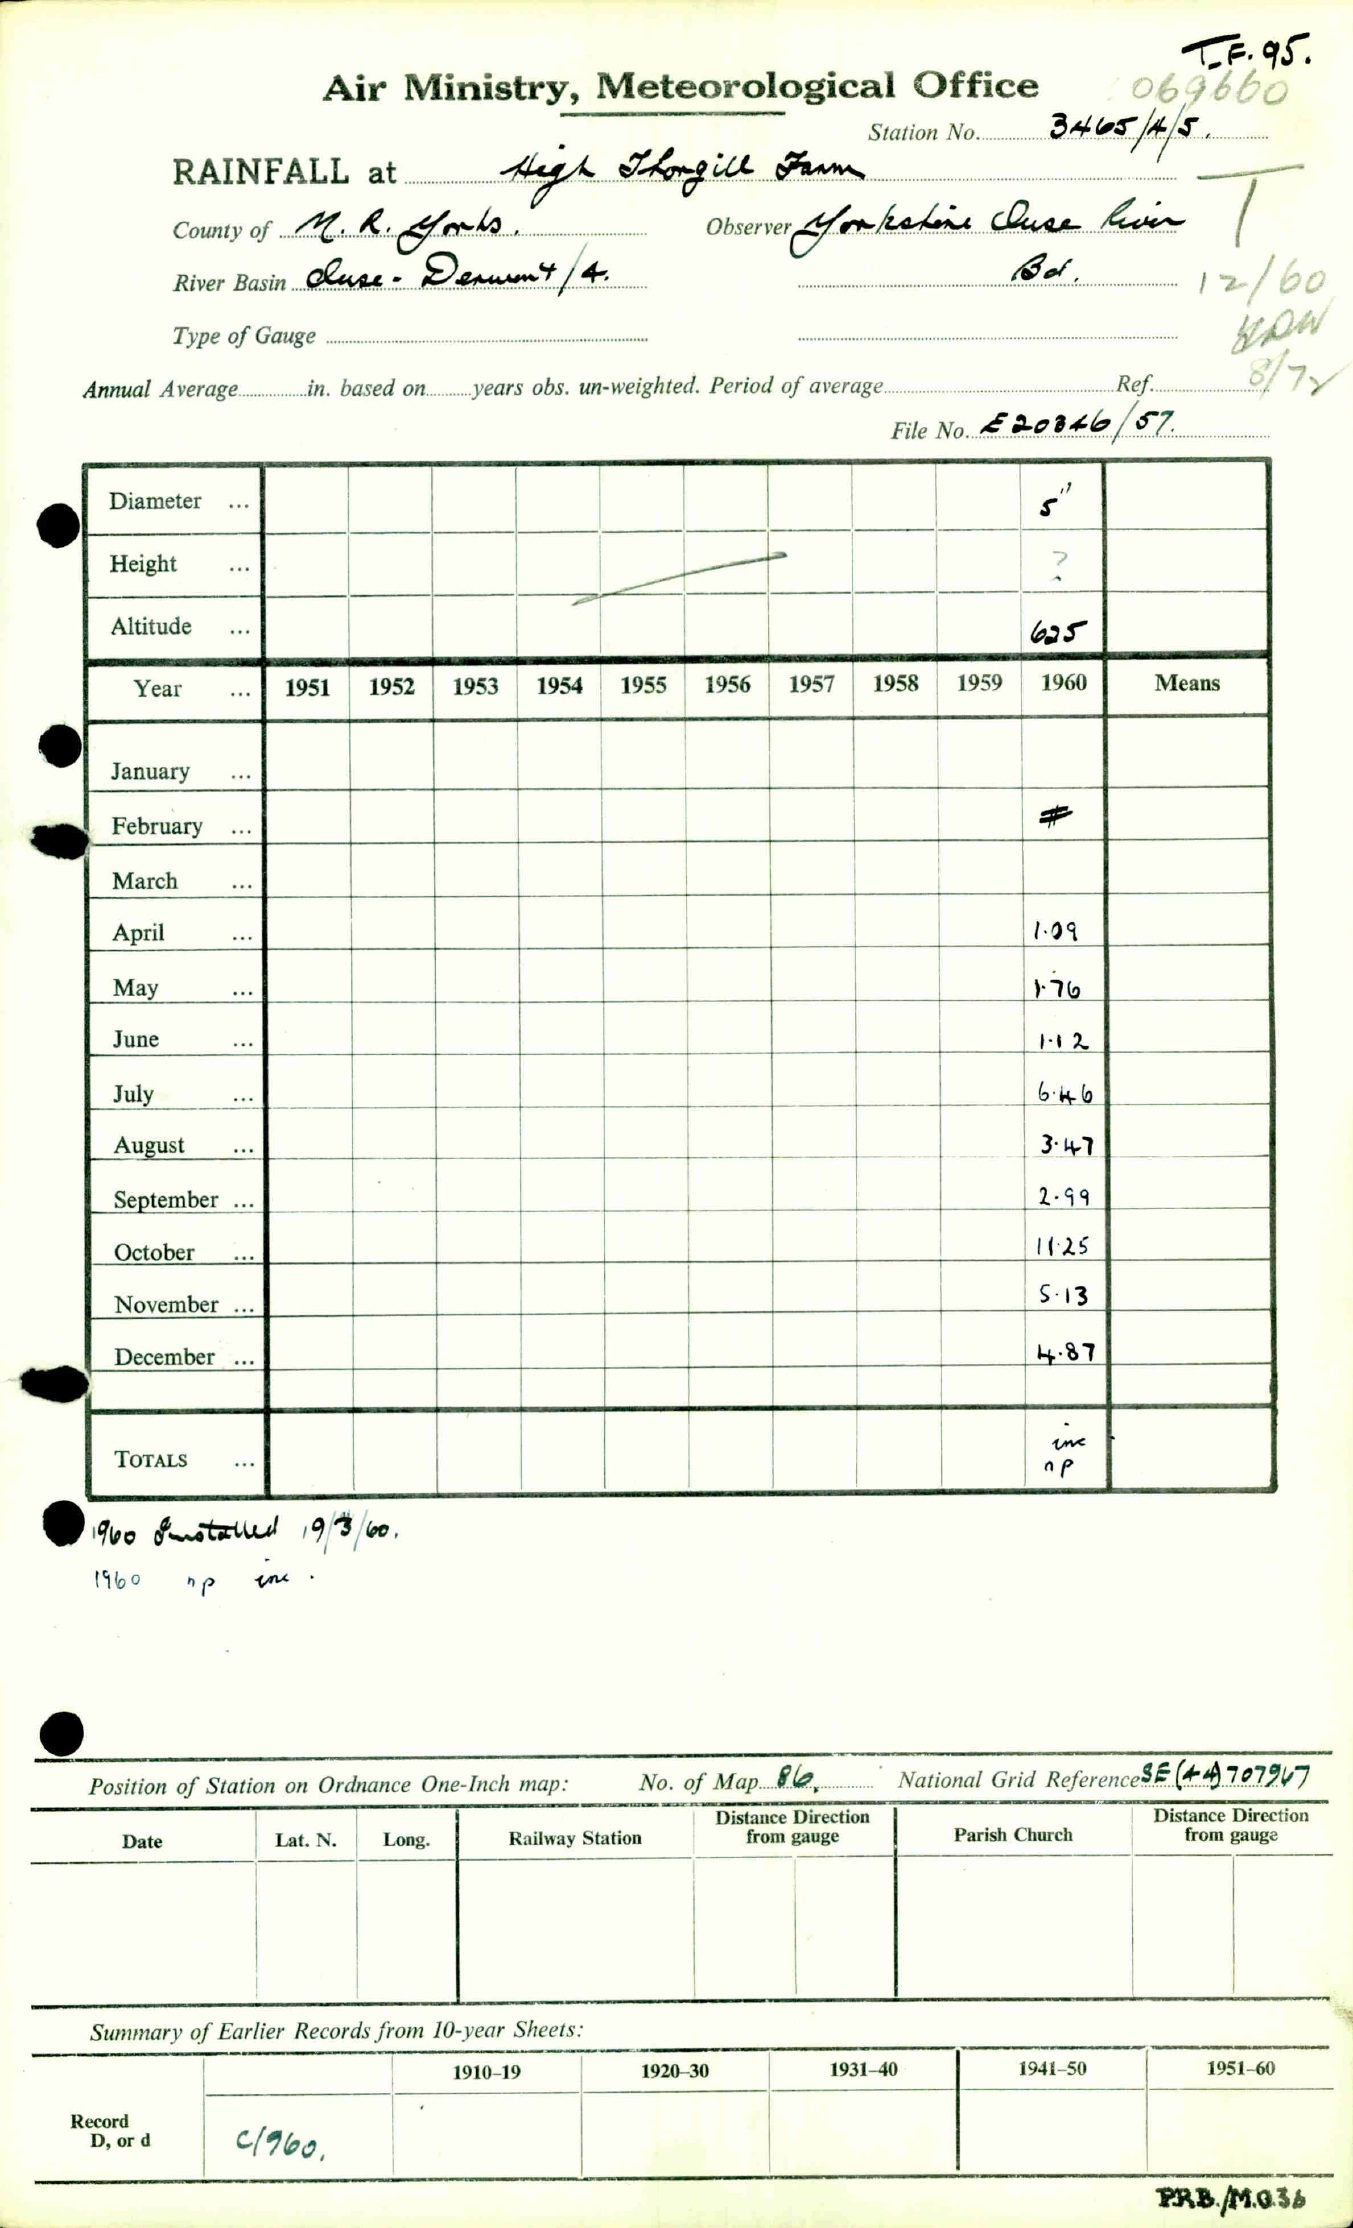 T.F. 95.
Air Ministry, Meteorological Office
069660
Station No. 3465/4/5.
RAINFALL at High Thorgill Farm
T
County of N. R. Yorks. Observer Yorkshire Ouse River
River Basin Ouse - Derwent/4. Bd.
12/60
Type of Gauge
8/72
Annual Average in. based on years obs. un-weighted. Period of average Ref.
File No. E20346/57.
Diameter ... 5"
Height ... ?
Altitude ... 625
Year ... 1951 1952 1953 1954 1955 1956 1957 1958 1959 1960 Means
January ...
February ...
March ...
April ... 1.09
May ... 1.76
June ... 1.12
July ... 6.46
August ... 3.47
September ... 2.99
October ... 11.25
November ... 5.13
December ... 4.87
TOTALS ... inc
np
1960 Installed 19/3/60.
1960 np inc.
Position of Station on Ordnance One-Inch map: No. of Map 86. National Grid Reference SE(44)707967
Date Lat. N. Long. Railway Station Distance Direction from gauge Parish Church Distance Direction from gauge
Summary of Earlier Records from 10-year Sheets:
1910–19 1920–30 1931–40 1941–50 1951–60
Record
D, or d C/960.
P.R.B./M.O.36